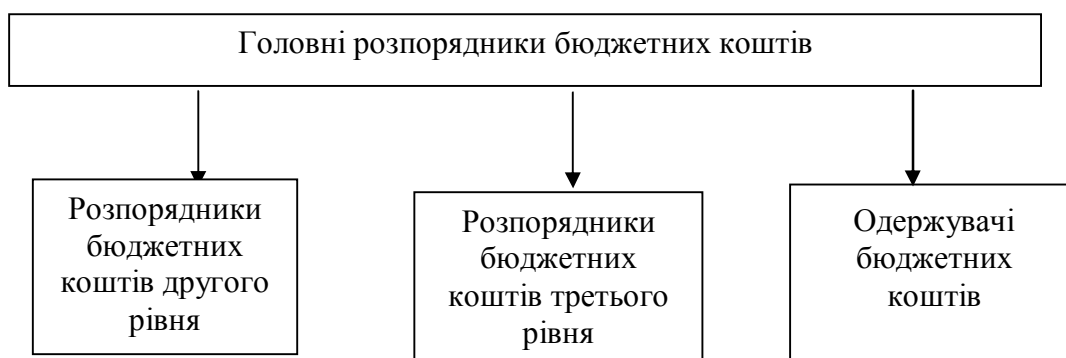 Головні розпорядники бюджетних коштів
Розпорядники
бюджетних
коштів другого
рівня
Розпорядники
бюджетних
коштів третього
рівня
Одержувачі
бюджетних
коштів